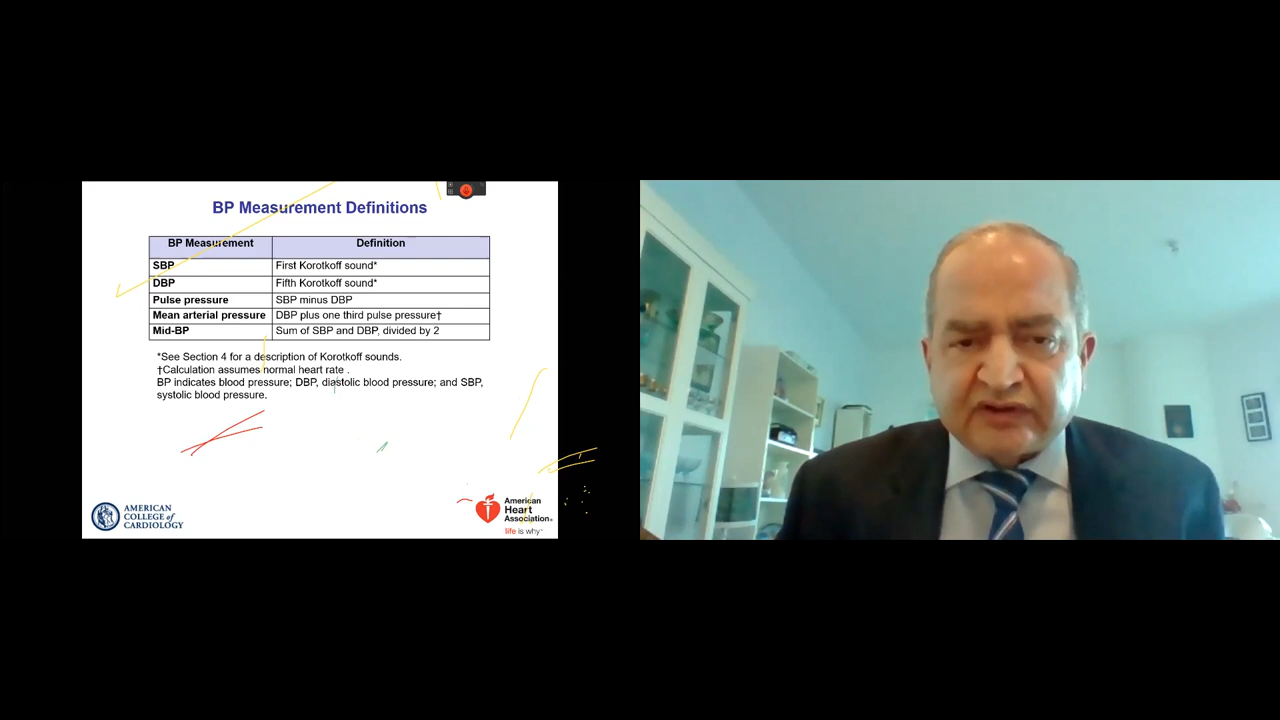 BP Measurement Definitions
BP Measurement Definition
SBP First Korotkoff sound*
DBP Fifth Korotkoff sound*
Pulse pressure SBP minus DBP
Mean arterial pressure DBP plus one third pulse pressure†
Mid-BP Sum of SBP and DBP, divided by 2
*See Section 4 for a description of Korotkoff sounds.
†Calculation assumes normal heart rate .
BP indicates blood pressure; DBP, diastolic blood pressure; and SBP,
systolic blood pressure.
AMERICAN
COLLEGE of
CARDIOLOGY
American
Heart
Association®
life is why™